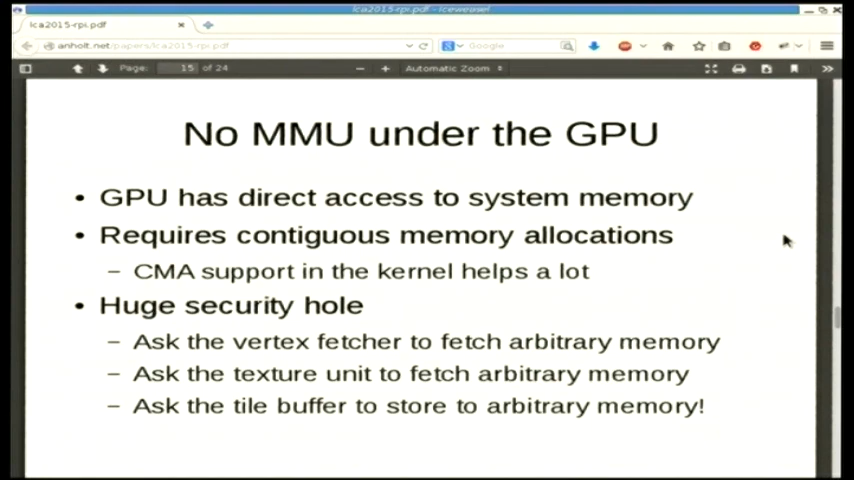 lca2015-rpi.pdf - Iceweasel
lca2015-rpi.pdf
anholt.net/papers/lca2015-rpi.pdf
Google
Page: 15 of 24
Automatic Zoom
No MMU under the GPU
• GPU has direct access to system memory
• Requires contiguous memory allocations
– CMA support in the kernel helps a lot
• Huge security hole
– Ask the vertex fetcher to fetch arbitrary memory
– Ask the texture unit to fetch arbitrary memory
– Ask the tile buffer to store to arbitrary memory!